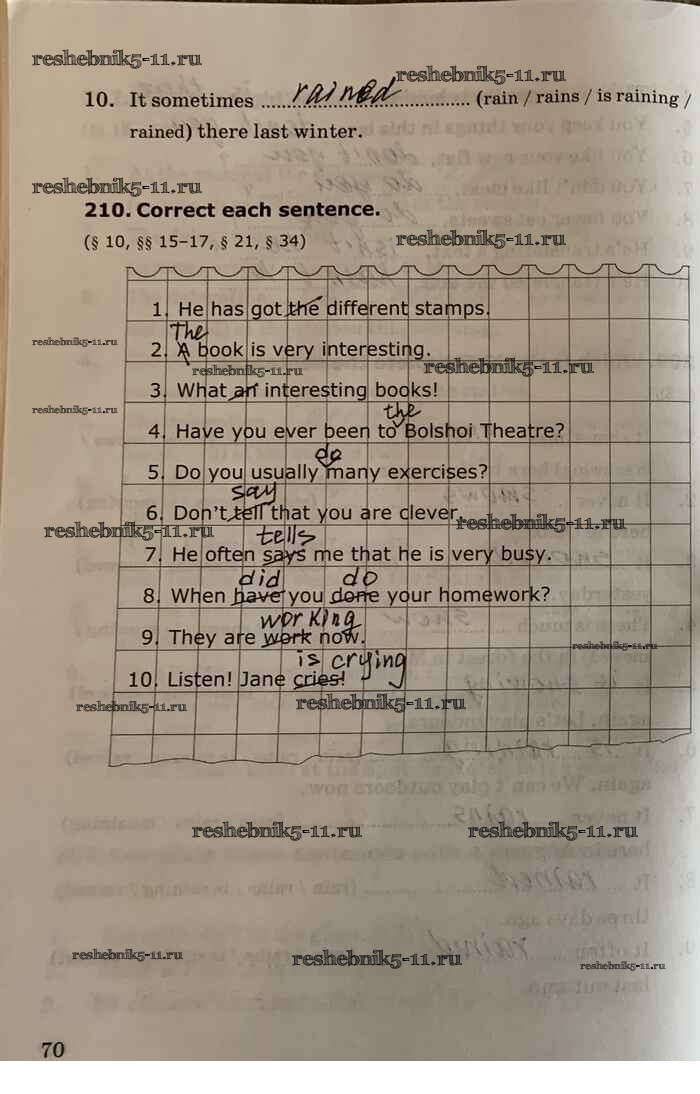 reshebnik5-11.ru
reshebnik5-11.ru
10. It sometimes ... rained ... (rain / rains / is raining /
rained) there last winter.
reshebnik5-11.ru
210. Correct each sentence.
(§ 10, §§ 15–17, § 21, § 34)
reshebnik5-11.ru
1. He has got the different stamps.
The
reshebnik5-11.ru
2. A book is very interesting.
reshebnik5-11.ru
reshebnik5-11.ru
3. What an interesting books!
reshebnik5-11.ru
the
4. Have you ever been to Bolshoi Theatre?
do
5. Do you usually many exercises?
say
6. Don't tell that you are clever.
reshebnik5-11.ru
reshebnik5-11.ru
tells
7. He often says me that he is very busy.
did do
8. When have you done your homework?
working
9. They are work now.
reshebnik5-11.ru
is crying
10. Listen! Jane cries!
reshebnik5-11.ru
reshebnik5-11.ru
reshebnik5-11.ru
reshebnik5-11.ru
reshebnik5-11.ru
reshebnik5-11.ru
reshebnik5-11.ru
70